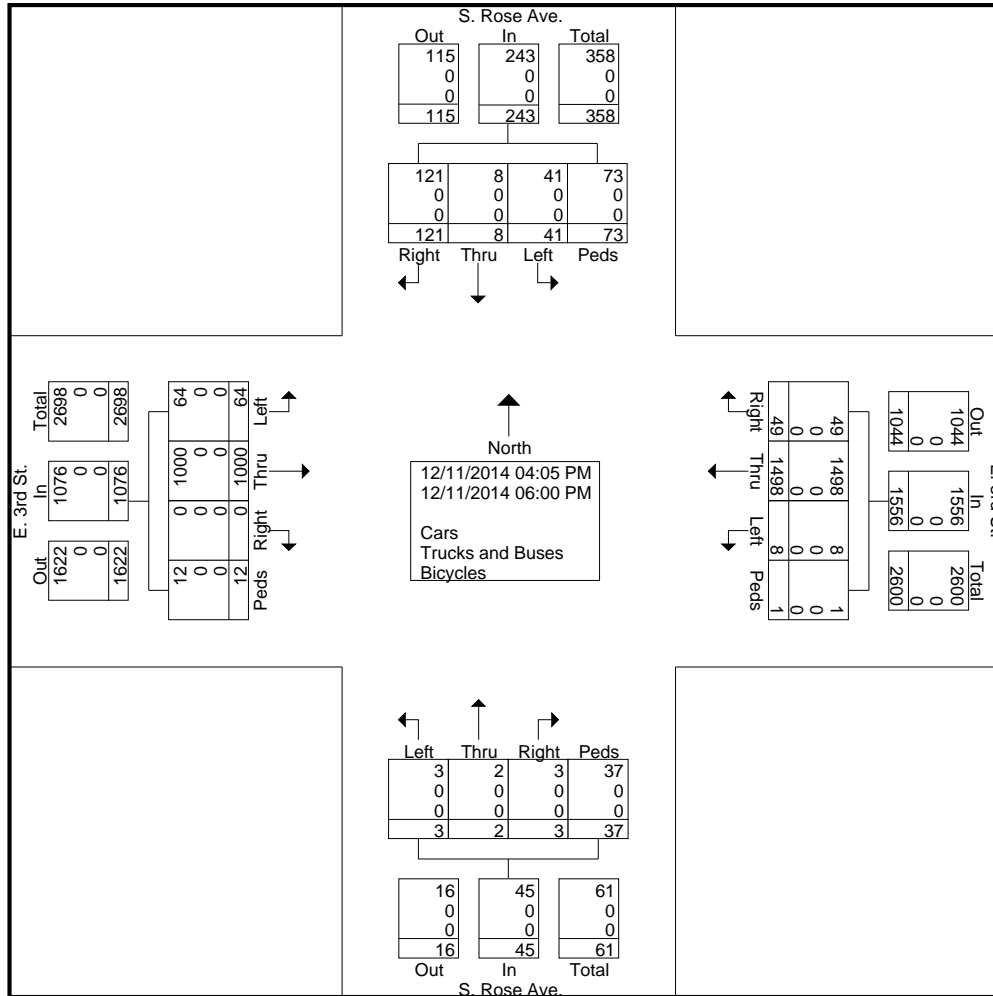 S. Rose Ave.
Out In Total
115 243 358
0 0 0
0 0 0
115 243 358
121 8 41 73
0 0 0 0
0 0 0 0
121 8 41 73
Right Thru Left Peds
E. 3rd St.
Total In Out
2698 1076 1622
0 0 0
0 0 0
2698 1076 1622
64 1000 0 12
0 0 0 0
0 0 0 0
64 1000 0 12
Left Thru Right Peds
North
12/11/2014 04:05 PM
12/11/2014 06:00 PM
Cars
Trucks and Buses
Bicycles
Right Thru Left Peds
49 1498 8 1
0 0 0 0
0 0 0 0
49 1498 8 1
Out In Total
1044 1556 2600
0 0 0
0 0 0
1044 1556 2600
Left Thru Right Peds
3 2 3 37
0 0 0 0
0 0 0 0
3 2 3 37
16 45 61
0 0 0
0 0 0
16 45 61
Out In Total
S. Rose Ave.